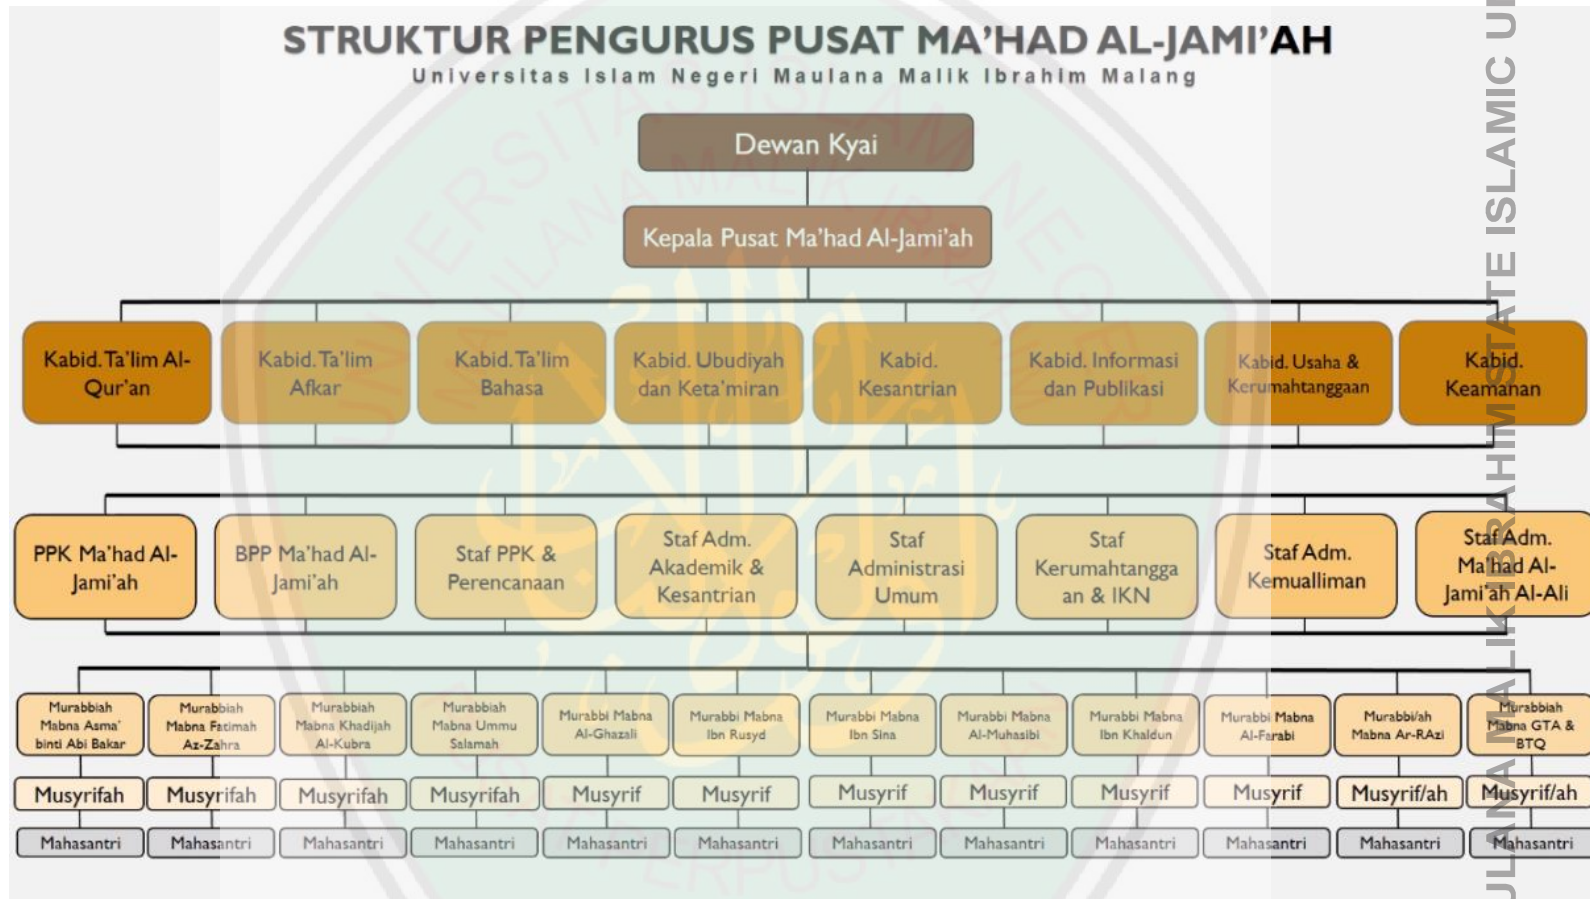 STRUKTUR PENGURUS PUSAT MA'HAD AL-JAMI'AH
Universitas Islam Negeri Maulana Malik Ibrahim Malang
Dewan Kyai
Kepala Pusat Ma'had Al-Jami'ah
Kabid. Ta'lim Al-
Qur'an
Kabid. Ta'lim
Afkar
Kabid. Ta'lim
Bahasa
Kabid. Ubudiyah
dan Keta'miran
Kabid.
Kesantrian
Kabid. Informasi
dan Publikasi
Kabid. Usaha &
Kerumahtanggaan
Kabid.
Keamanan
PPK Ma'had Al-
Jami'ah
BPP Ma'had Al-
Jami'ah
Staf PPK &
Perencanaan
Staf Adm.
Akademik &
Kesantrian
Staf
Administrasi
Umum
Staf
Kerumahtangga
an & IKN
Staf Adm.
Kemualliman
Staf Adm.
Ma'had Al-
Jami'ah Al-Ali
Murabbiah
Mabna Asma'
binti Abi Bakar
Murabbiah
Mabna Fatimah
Az-Zahra
Murabbiah
Mabna Khadijah
Al-Kubra
Murabbiah
Mabna Ummu
Salamah
Murabbi Mabna
Al-Ghazali
Murabbi Mabna
Ibn Rusyd
Murabbi Mabna
Ibn Sina
Murabbi Mabna
Al-Muhasibi
Murabbi Mabna
Ibn Khaldun
Murabbi Mabna
Al-Farabi
Murabbi/ah
Mabna Ar-RAzi
Murabbiah
Mabna GTA &
BTQ
Musyrifah
Musyrifah
Musyrifah
Musyrifah
Musyrif
Musyrif
Musyrif
Musyrif
Musyrif
Musyrif
Musyrif/ah
Musyrif/ah
Mahasantri
Mahasantri
Mahasantri
Mahasantri
Mahasantri
Mahasantri
Mahasantri
Mahasantri
Mahasantri
Mahasantri
Mahasantri
Mahasantri
ULANA MALIK IBRAHIM STATE ISLAMIC U
UNIVERSITAS ISLAM NEGERI
MAULANA MALIK IBRAHIM